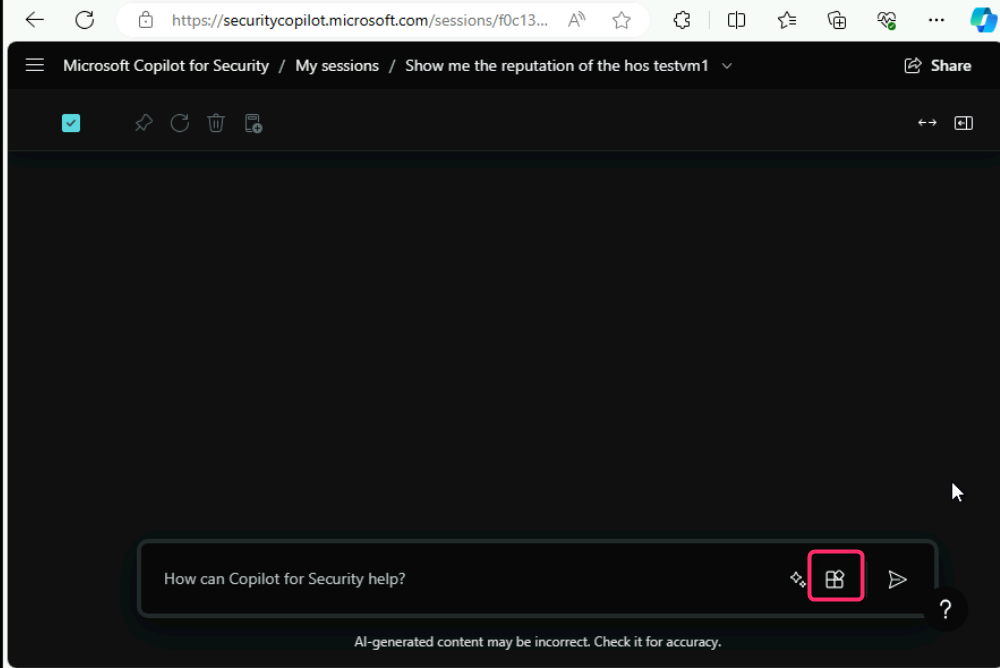 https://securitycopilot.microsoft.com/sessions/f0c13...
Microsoft Copilot for Security / My sessions / Show me the reputation of the hos testvm1
Share
How can Copilot for Security help?
?
AI-generated content may be incorrect. Check it for accuracy.